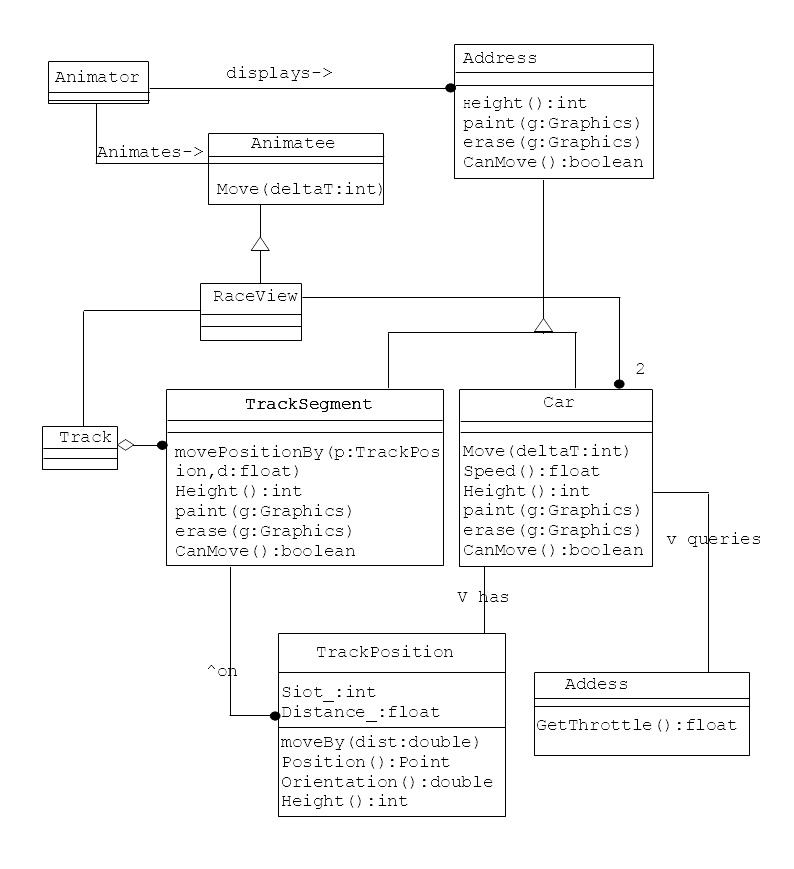 Address
Animator
displays->
Height():int
paint(g:Graphics)
erase(g:Graphics)
CanMove():boolean
Animates->
Animatee
Move(deltaT:int)
RaceView
2
TrackSegment
Car
Track
movePositionBy(p:TrackPos
ion,d:float)
Height():int
paint(g:Graphics)
erase(g:Graphics)
CanMove():boolean
Move(deltaT:int)
Speed():float
Height():int
paint(g:Graphics)
erase(g:Graphics)
CanMove():boolean
v queries
V has
^on
TrackPosition
Siot_:int
Distance_:float
moveBy(dist:double)
Position():Point
Orientation():double
Height():int
Addess
GetThrottle():float